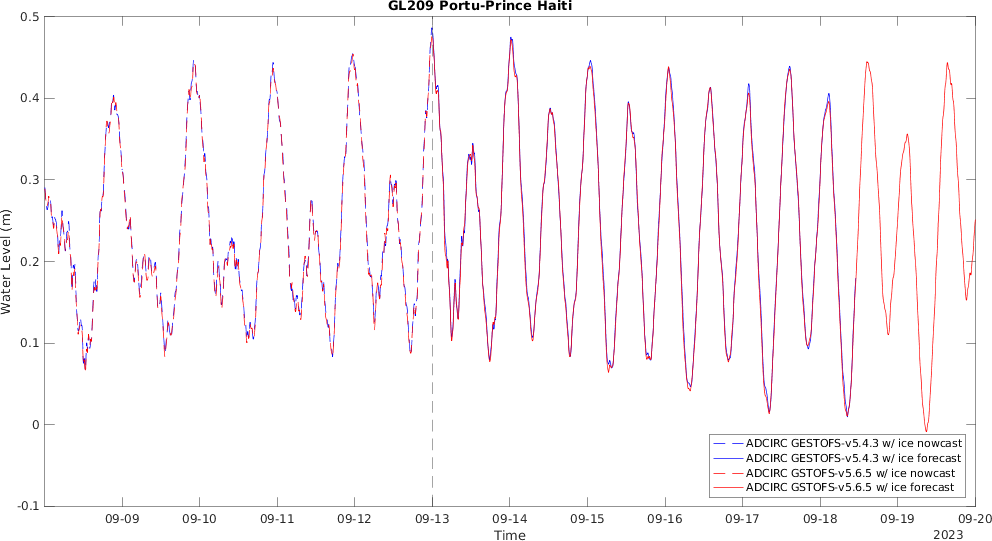 GL209 Portu-Prince Haiti
0.5
0.4
0.3
0.2
0.1
0
-0.1
Water Level (m)
09-09 09-10 09-11 09-12 09-13 09-14 09-15 09-16 09-17 09-18 09-19 09-20
Time
2023
ADCIRC GESTOFS-v5.4.3 w/ ice nowcast
ADCIRC GESTOFS-v5.4.3 w/ ice forecast
ADCIRC GSTOFS-v5.6.5 w/ ice nowcast
ADCIRC GSTOFS-v5.6.5 w/ ice forecast